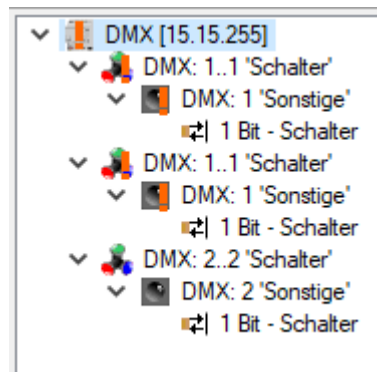 DMX [15.15.255]
DMX: 1..1 'Schalter'
DMX: 1 'Sonstige'
1 Bit - Schalter
DMX: 1..1 'Schalter'
DMX: 1 'Sonstige'
1 Bit - Schalter
DMX: 2..2 'Schalter'
DMX: 2 'Sonstige'
1 Bit - Schalter